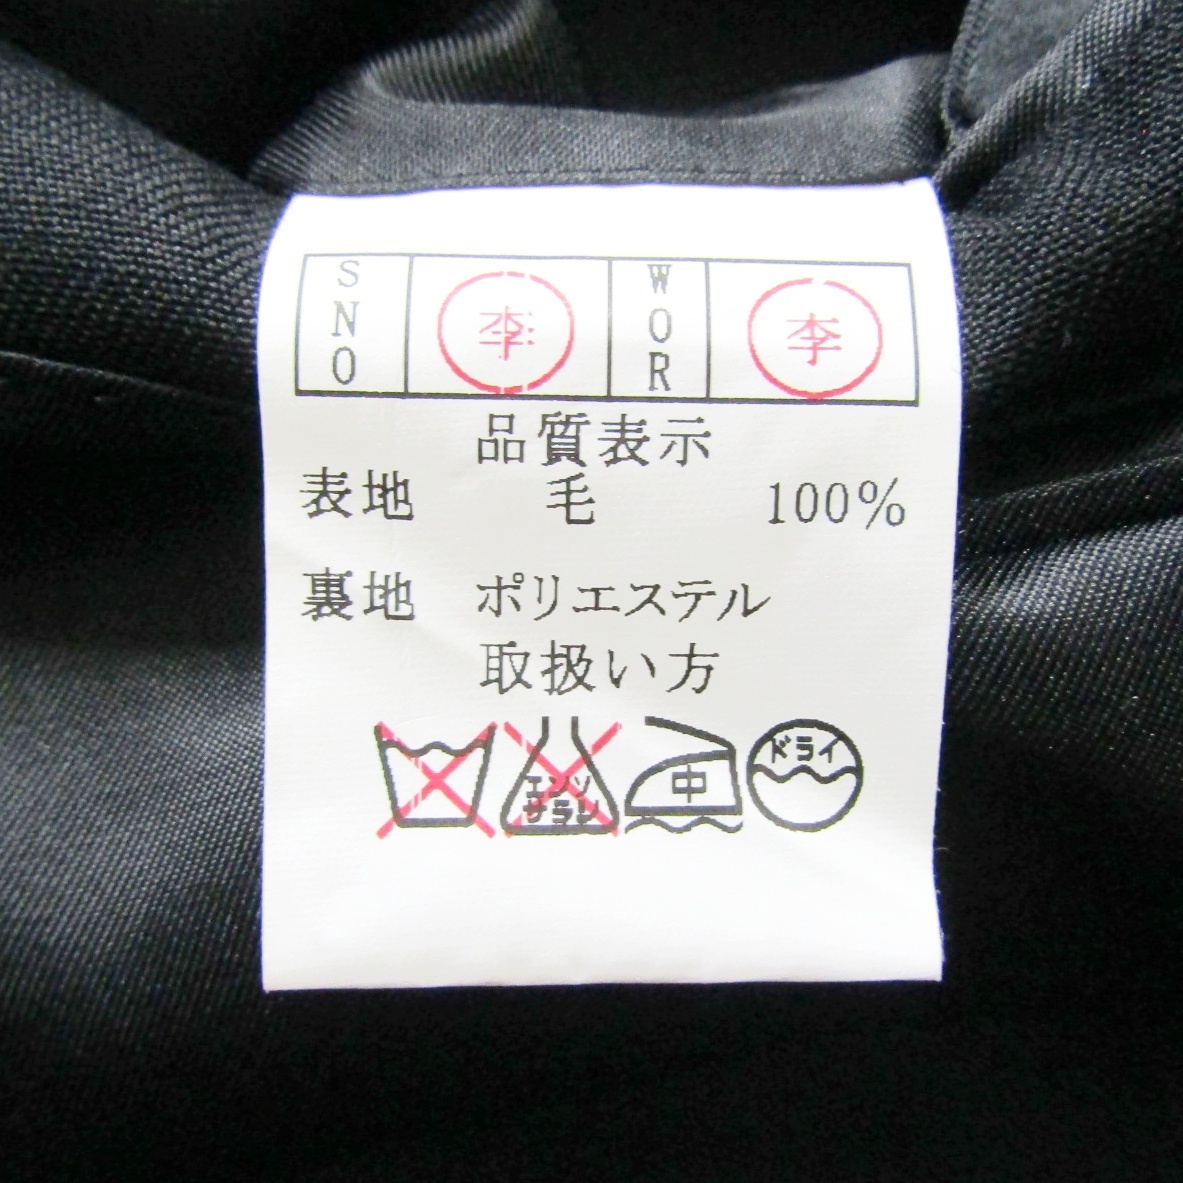 SNO 李 WOR 李
品質表示
表地 毛 100%
裏地 ポリエステル
取扱い方
エンソサラシ 中 ドライ